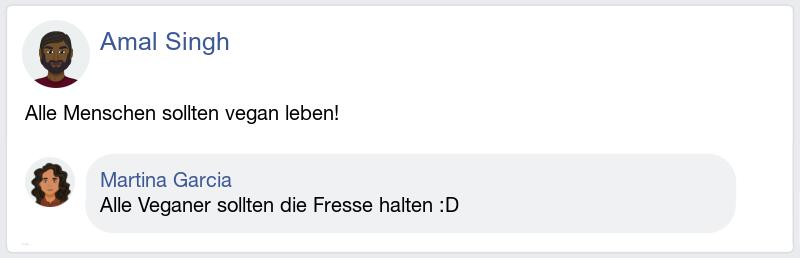 Amal Singh
Alle Menschen sollten vegan leben!
Martina Garcia
Alle Veganer sollten die Fresse halten :D